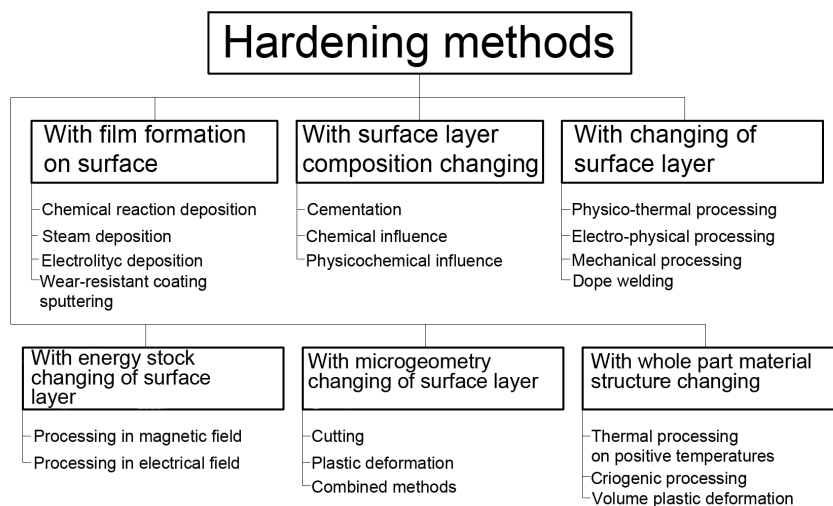 Hardening methods
With film formation
on surface
With surface layer
composition changing
With changing of
surface layer
Chemical reaction deposition
Steam deposition
Electrolityc deposition
Wear-resistant coating
sputtering
Cementation
Chemical influence
Physicochemical influence
Physico-thermal processing
Electro-physical processing
Mechanical processing
Dope welding
With energy stock
changing of surface
layer
With microgeometry
changing of surface layer
With whole part material
structure changing
Processing in magnetic field
Processing in electrical field
Cutting
Plastic deformation
Combined methods
Thermal processing
on positive temperatures
Criogenic processing
Volume plastic deformation